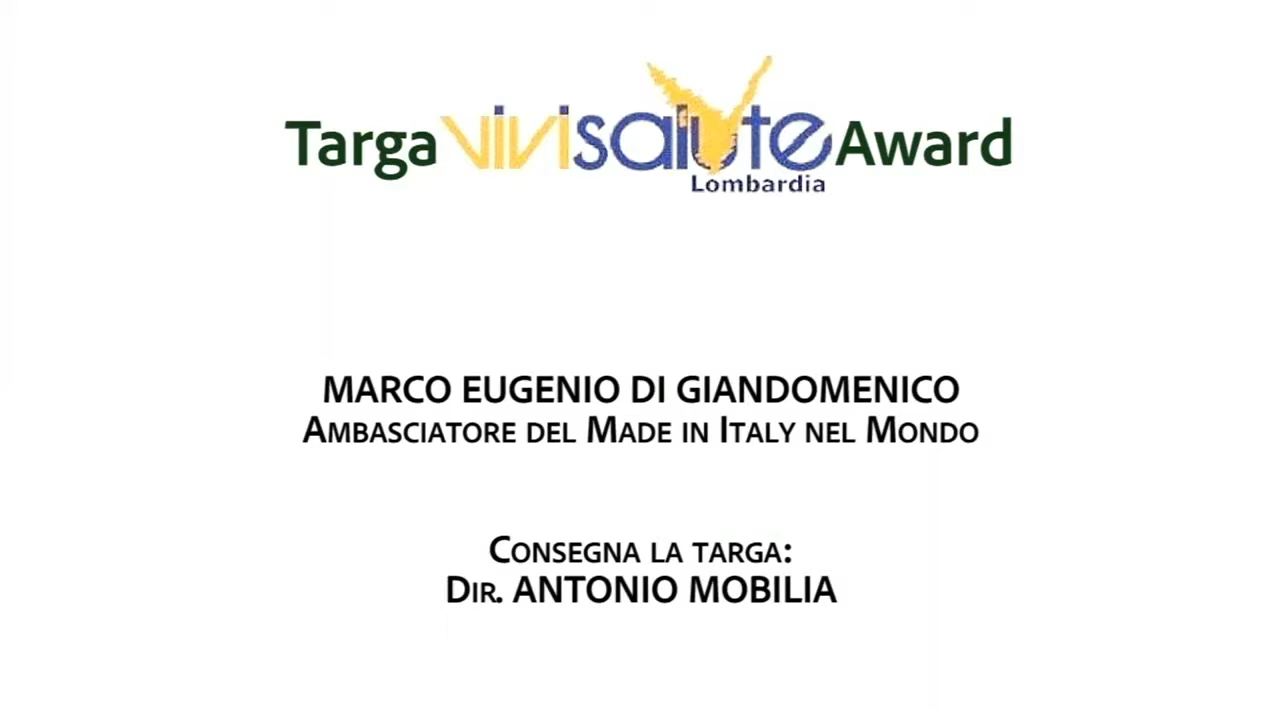 Targa vivisalute Award
Lombardia
MARCO EUGENIO DI GIANDOMENICO
AMBASCIATORE DEL MADE IN ITALY NEL MONDO
CONSEGNA LA TARGA:
DIR. ANTONIO MOBILIA